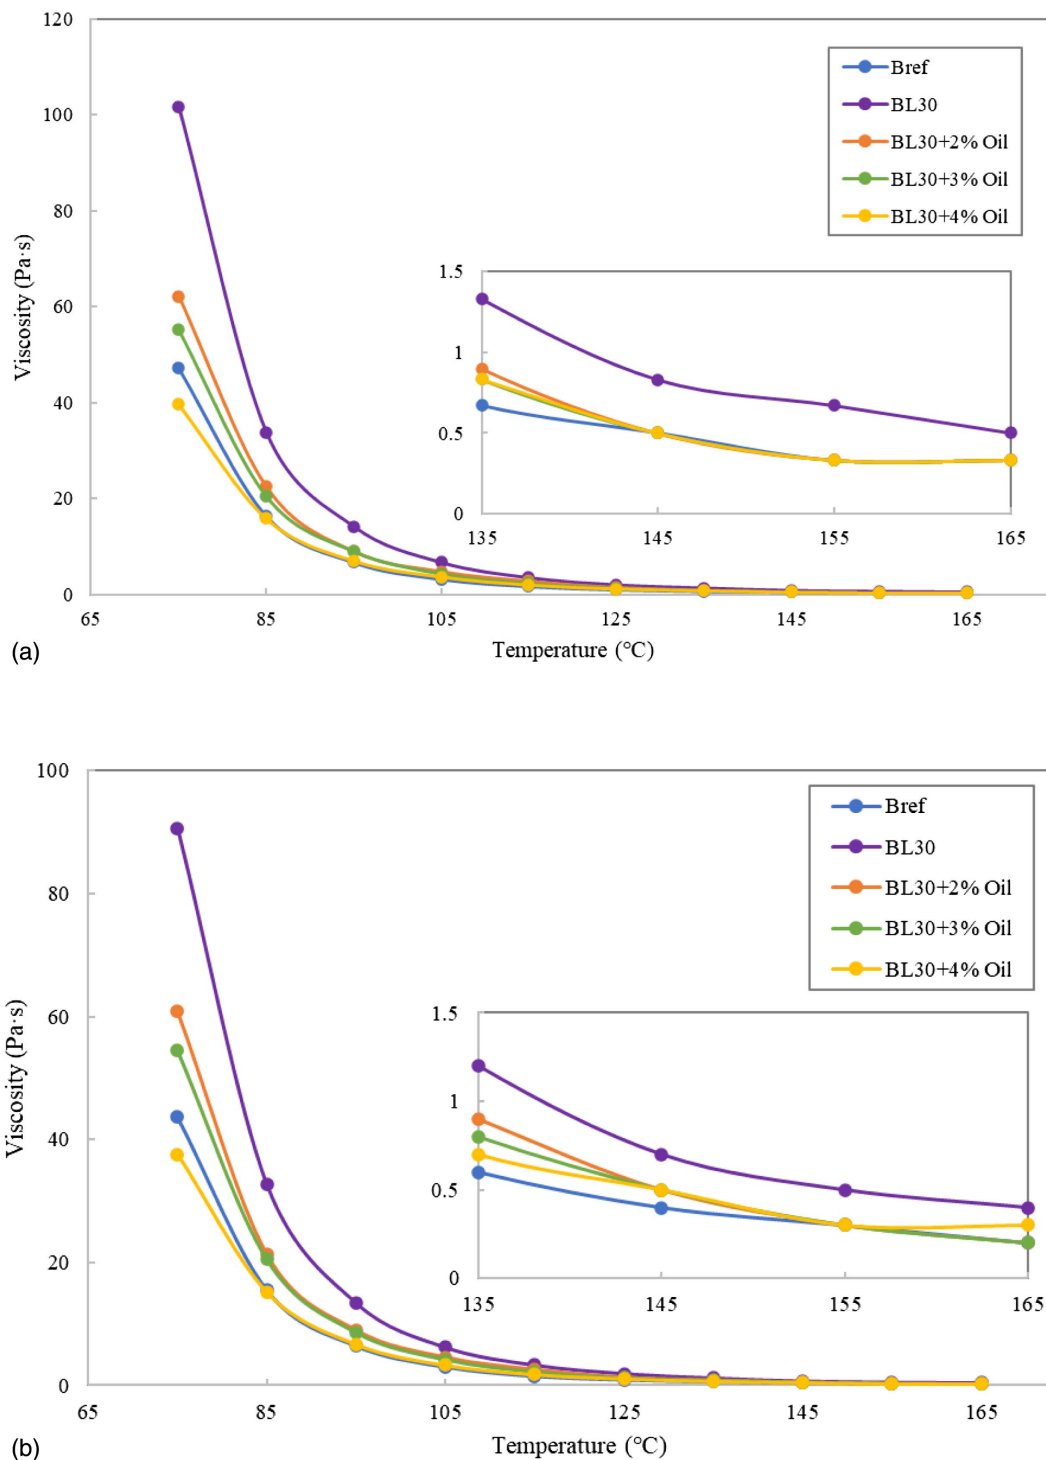 120
100
80
60
40
20
0
Viscosity (Pa·s)
65
85
105
125
145
165
Temperature (°C)
Bref
BL30
BL30+2% Oil
BL30+3% Oil
BL30+4% Oil
1.5
1
0.5
0
135
145
155
165
(a)
100
80
60
40
20
0
Viscosity (Pa·s)
65
85
105
125
145
165
Temperature (°C)
Bref
BL30
BL30+2% Oil
BL30+3% Oil
BL30+4% Oil
1.5
1
0.5
0
135
145
155
165
(b)